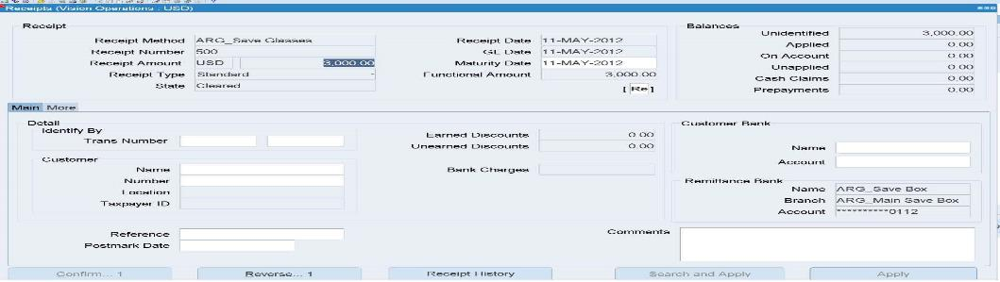 Receipts (Vision Operations : USD)
Receipt
Receipt Method ARG_Save Glasses
Receipt Number 500
Receipt Amount USD 3,000.00
Receipt Type Standard -
State Cleared
Receipt Date 11-MAY-2012
GL Date 11-MAY-2012
Maturity Date 11-MAY-2012
Functional Amount 3,000.00
[ Re ]
Balances
Unidentified 3,000.00
Applied 0.00
On Account 0.00
Unapplied 0.00
Cash Claims 0.00
Prepayments 0.00
Main More
Detail
Identify By
Trans Number
Customer
Name
Number
Location
Taxpayer ID
Earned Discounts 0.00
Unearned Discounts 0.00
Bank Charges
Customer Bank
Name
Account
Remittance Bank
Name ARG_Save Box
Branch ARG_Main Save Box
Account **********0112
Reference
Postmark Date
Comments
Confirm... 1 Reverse... 1 Receipt History Search and Apply Apply